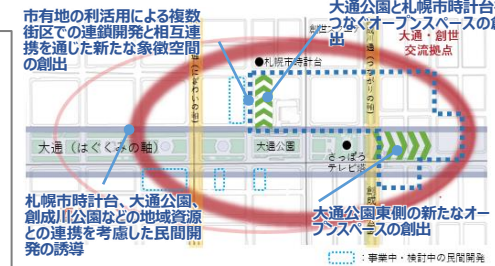 市有地の利活用による複数
街区での連鎖開発と相互連
携を通じた新たな象徴空間
の創出
大通公園と札幌市時計台
つなぐオープンスペースの創
出
大通・創世
交流拠点
●札幌市時計台
大通（はぐくみの軸）
大通公園
さっぽろ
テレビ塔
札幌市時計台、大通公園、
創成川公園などの地域資源
との連携を考慮した民間開
発の誘導
大通公園東側の新たなオー
プンスペースの創出
：事業中・検討中の民間開発